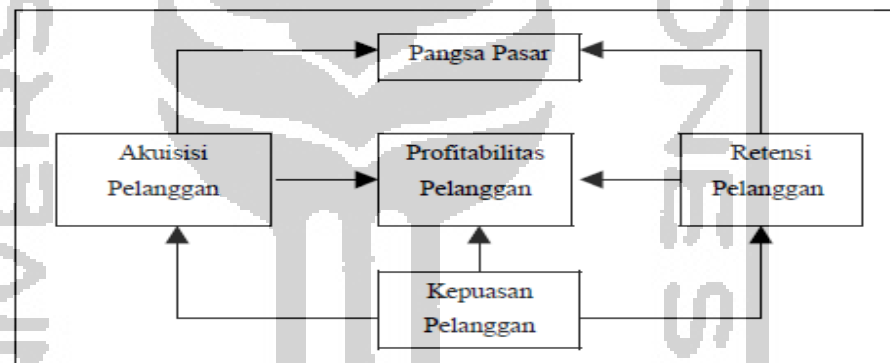 Pangsa Pasar
Akuisisi
Pelanggan
Profitabilitas
Pelanggan
Retensi
Pelanggan
Kepuasan
Pelanggan